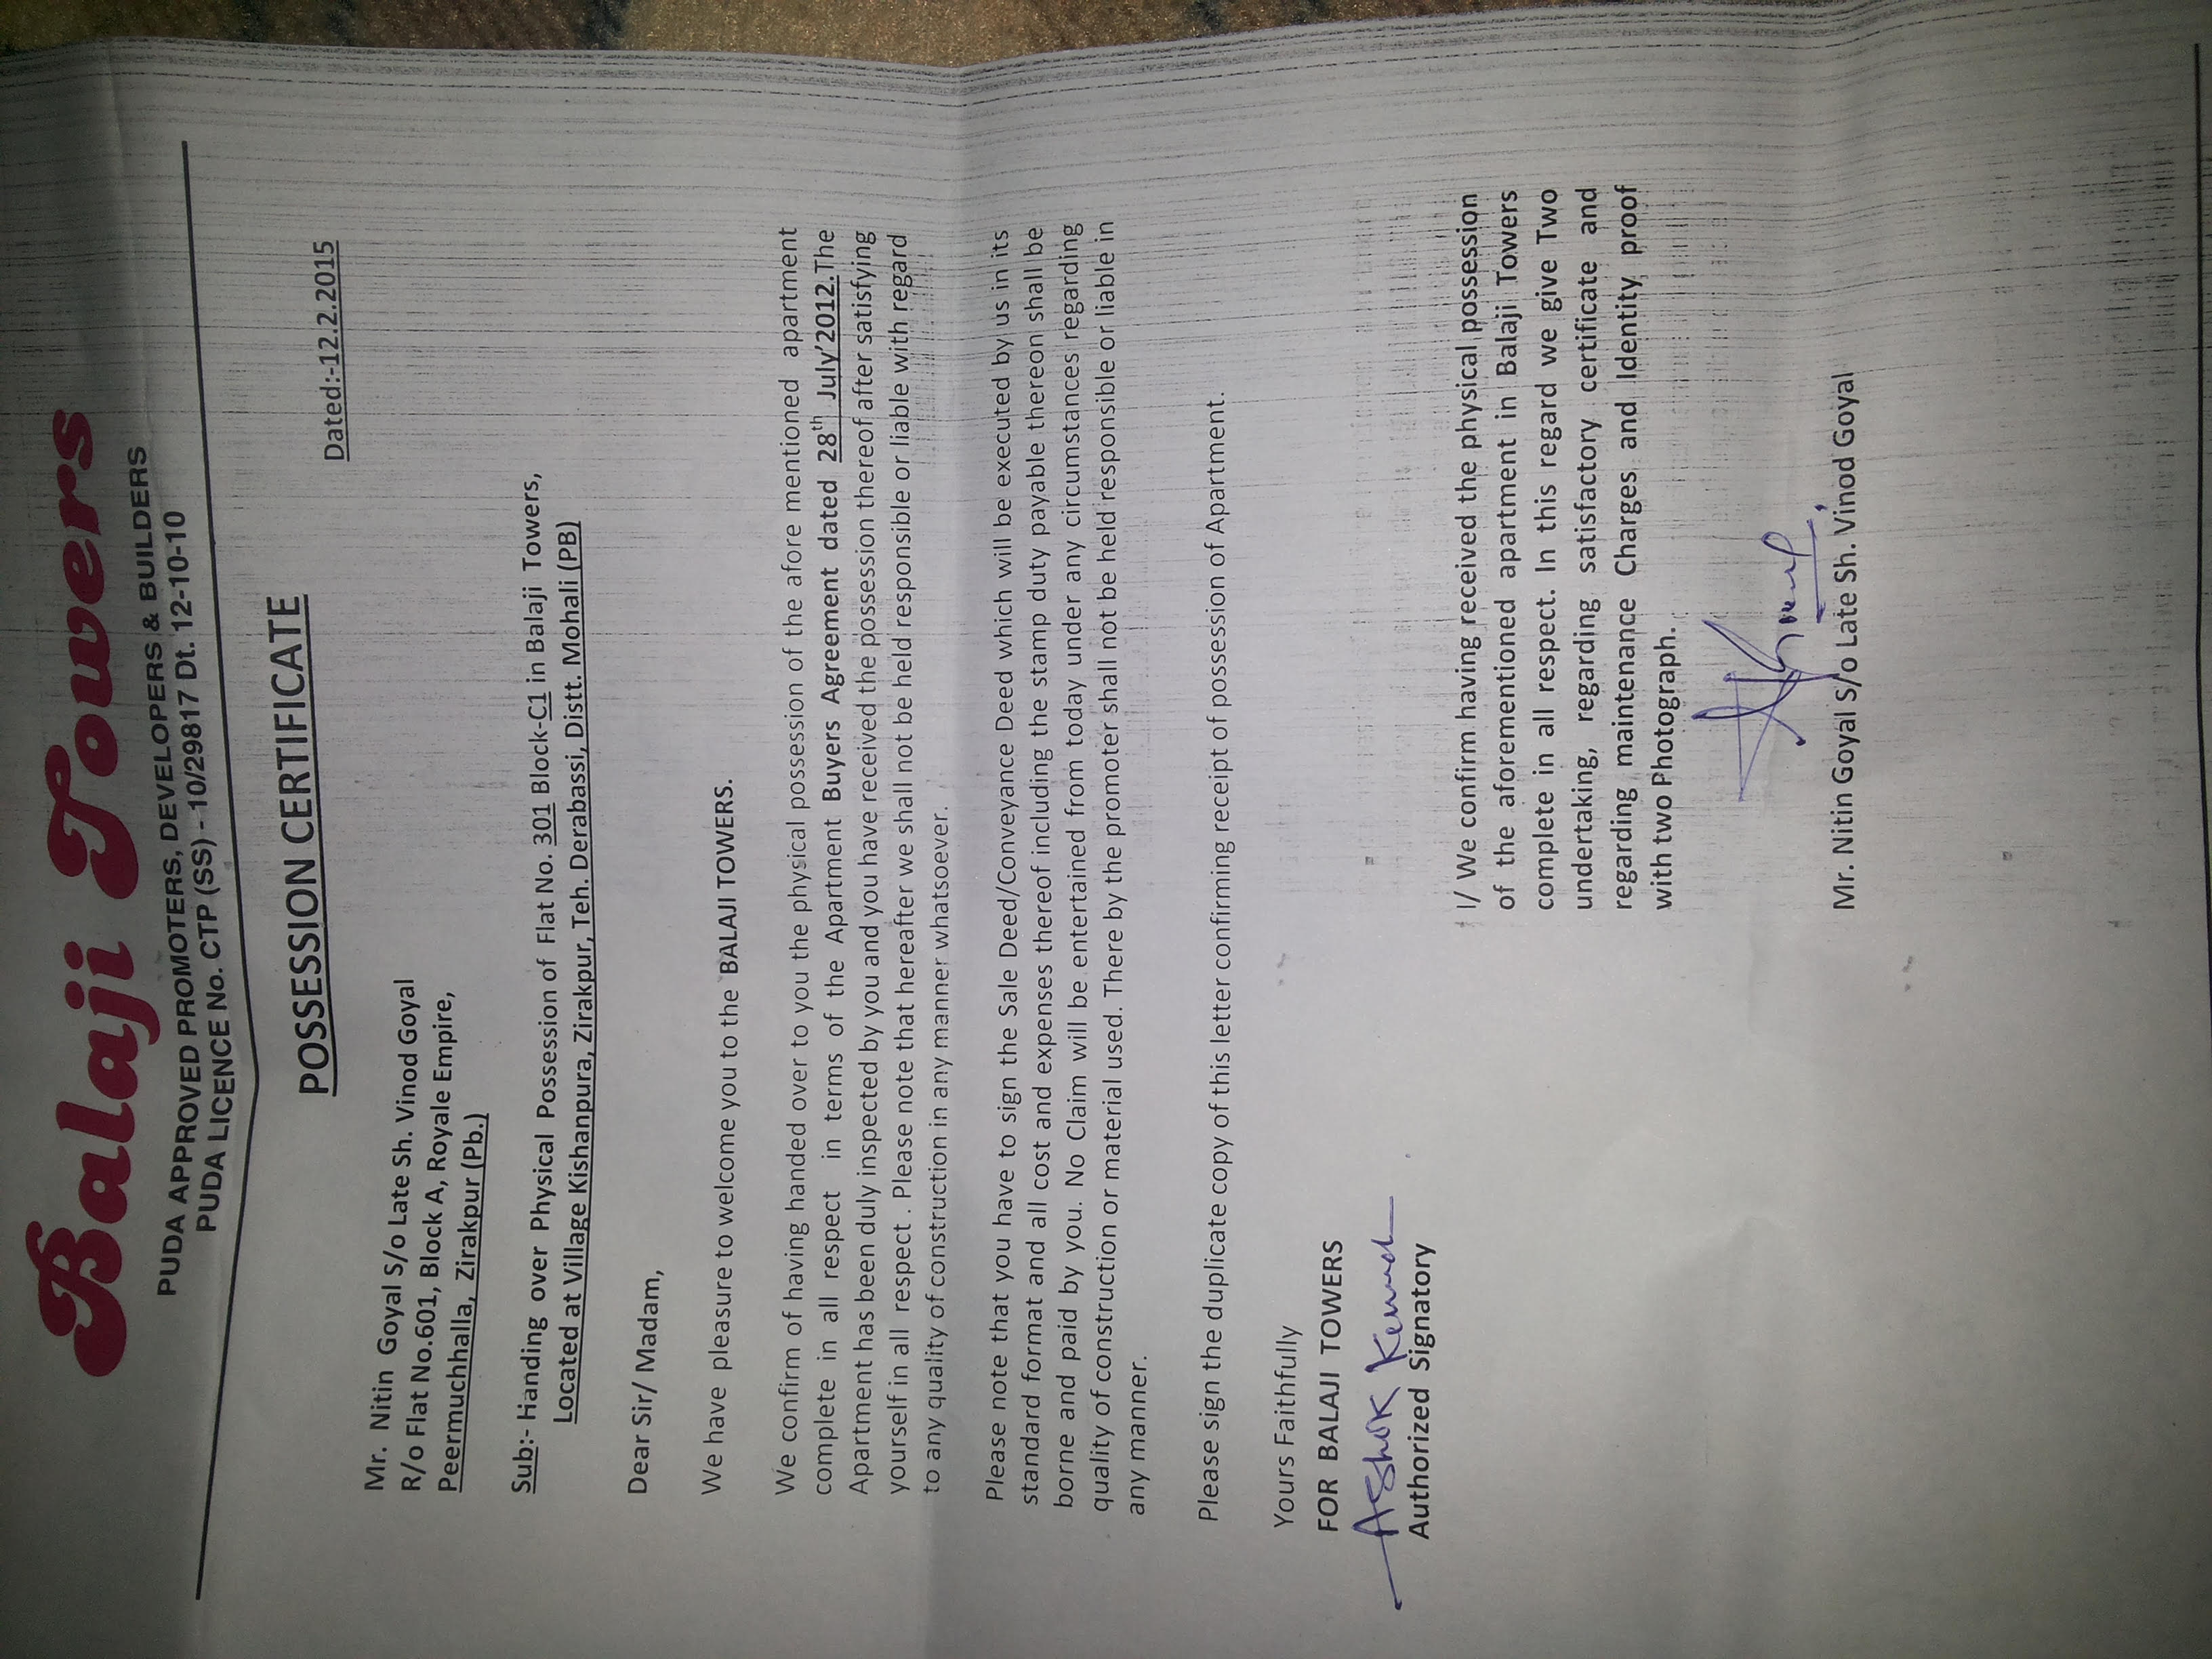 Balaji Towers
PUDA APPROVED PROMOTERS, DEVELOPERS & BUILDERS
PUDA LICENCE No. CTP (SS) - 10/29817 Dt. 12-10-10
POSSESSION CERTIFICATE
Dated:-12.2.2015
Mr. Nitin Goyal S/o Late Sh. Vinod Goyal
R/o Flat No.601, Block A, Royale Empire,
Peermuchhalla, Zirakpur (Pb.)
Sub:- Handing over Physical Possession of Flat No. 301 Block-C1 in Balaji Towers,
Located at Village Kishanpura, Zirakpur, Teh. Derabassi, Distt. Mohali (PB)
Dear Sir/ Madam,
We have pleasure to welcome you to the BALAJI TOWERS.
We confirm of having handed over to you the physical possession of the afore mentioned apartment
complete in all respect in terms of the Apartment Buyers Agreement dated 28th July'2012.The
Apartment has been duly inspected by you and you have received the possession thereof after satisfying
yourself in all respect . Please note that hereafter we shall not be held responsible or liable with regard
to any quality of construction in any manner whatsoever.
Please note that you have to sign the Sale Deed/Conveyance Deed which will be executed by us in its
standard format and all cost and expenses thereof including the stamp duty payable thereon shall be
borne and paid by you. No Claim will be entertained from today under any circumstances regarding
quality of construction or material used. There by the promoter shall not be held responsible or liable in
any manner.
Please sign the duplicate copy of this letter confirming receipt of possession of Apartment.
Yours Faithfully
FOR BALAJI TOWERS
Ashok
Authorized Signatory
I/ We confirm having received the physical possession
of the aforementioned apartment in Balaji Towers
complete in all respect. In this regard we give Two
undertaking, regarding satisfactory certificate and
regarding maintenance Charges and Identity proof
with two Photograph.
Mr. Nitin Goyal S/o Late Sh. Vinod Goyal